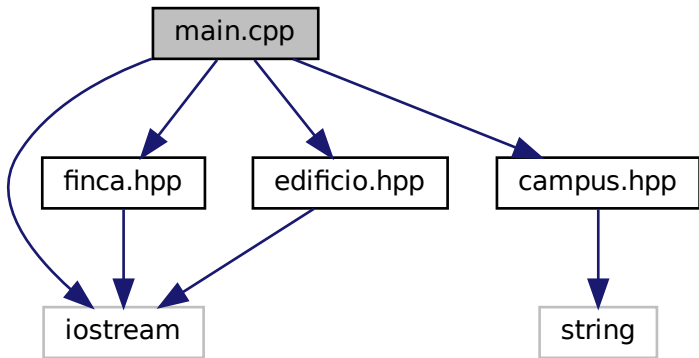 main.cpp
finca.hpp
edificio.hpp
campus.hpp
iostream
string